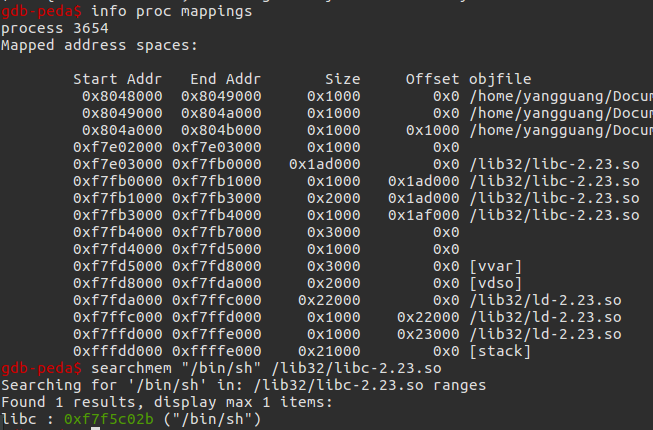 gdb-peda$ info proc mappings
process 3654
Mapped address spaces:
Start Addr End Addr Size Offset objfile
0x8048000 0x8049000 0x1000 0x0 /home/yangguang/Docum
0x8049000 0x804a000 0x1000 0x0 /home/yangguang/Docum
0x804a000 0x804b000 0x1000 0x1000 /home/yangguang/Docum
0xf7e02000 0xf7e03000 0x1000 0x0
0xf7e03000 0xf7fb0000 0x1ad000 0x0 /lib32/libc-2.23.so
0xf7fb0000 0xf7fb1000 0x1000 0x1ad000 /lib32/libc-2.23.so
0xf7fb1000 0xf7fb3000 0x2000 0x1ad000 /lib32/libc-2.23.so
0xf7fb3000 0xf7fb4000 0x1000 0x1af000 /lib32/libc-2.23.so
0xf7fb4000 0xf7fb7000 0x3000 0x0
0xf7fd4000 0xf7fd5000 0x1000 0x0
0xf7fd5000 0xf7fd8000 0x3000 0x0 [vvar]
0xf7fd8000 0xf7fda000 0x2000 0x0 [vdso]
0xf7fda000 0xf7ffc000 0x22000 0x0 /lib32/ld-2.23.so
0xf7ffc000 0xf7ffd000 0x1000 0x22000 /lib32/ld-2.23.so
0xf7ffd000 0xf7ffe000 0x1000 0x23000 /lib32/ld-2.23.so
0xfffdd000 0xffffe000 0x21000 0x0 [stack]
gdb-peda$ searchmem "/bin/sh" /lib32/libc-2.23.so
Searching for '/bin/sh' in: /lib32/libc-2.23.so ranges
Found 1 results, display max 1 items:
libc : 0xf7f5c02b ("/bin/sh")